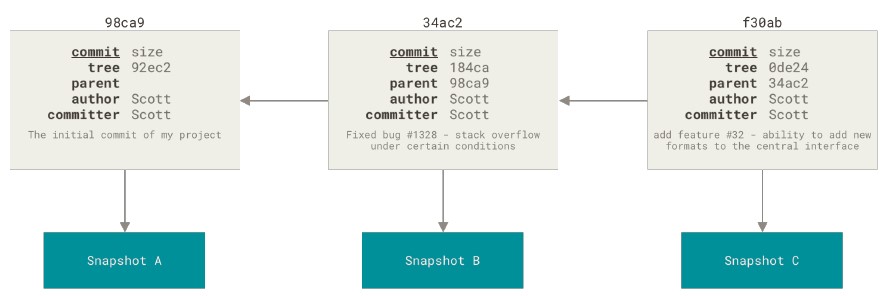 98ca9
commit size
tree 92ec2
parent
author Scott
committer Scott
The initial commit of my project
Snapshot A
34ac2
commit size
tree 184ca
parent 98ca9
author Scott
committer Scott
Fixed bug #1328 - stack overflow
under certain conditions
Snapshot B
f30ab
commit size
tree 0de24
parent 34ac2
author Scott
committer Scott
add feature #32 - ability to add new
formats to the central interface
Snapshot C